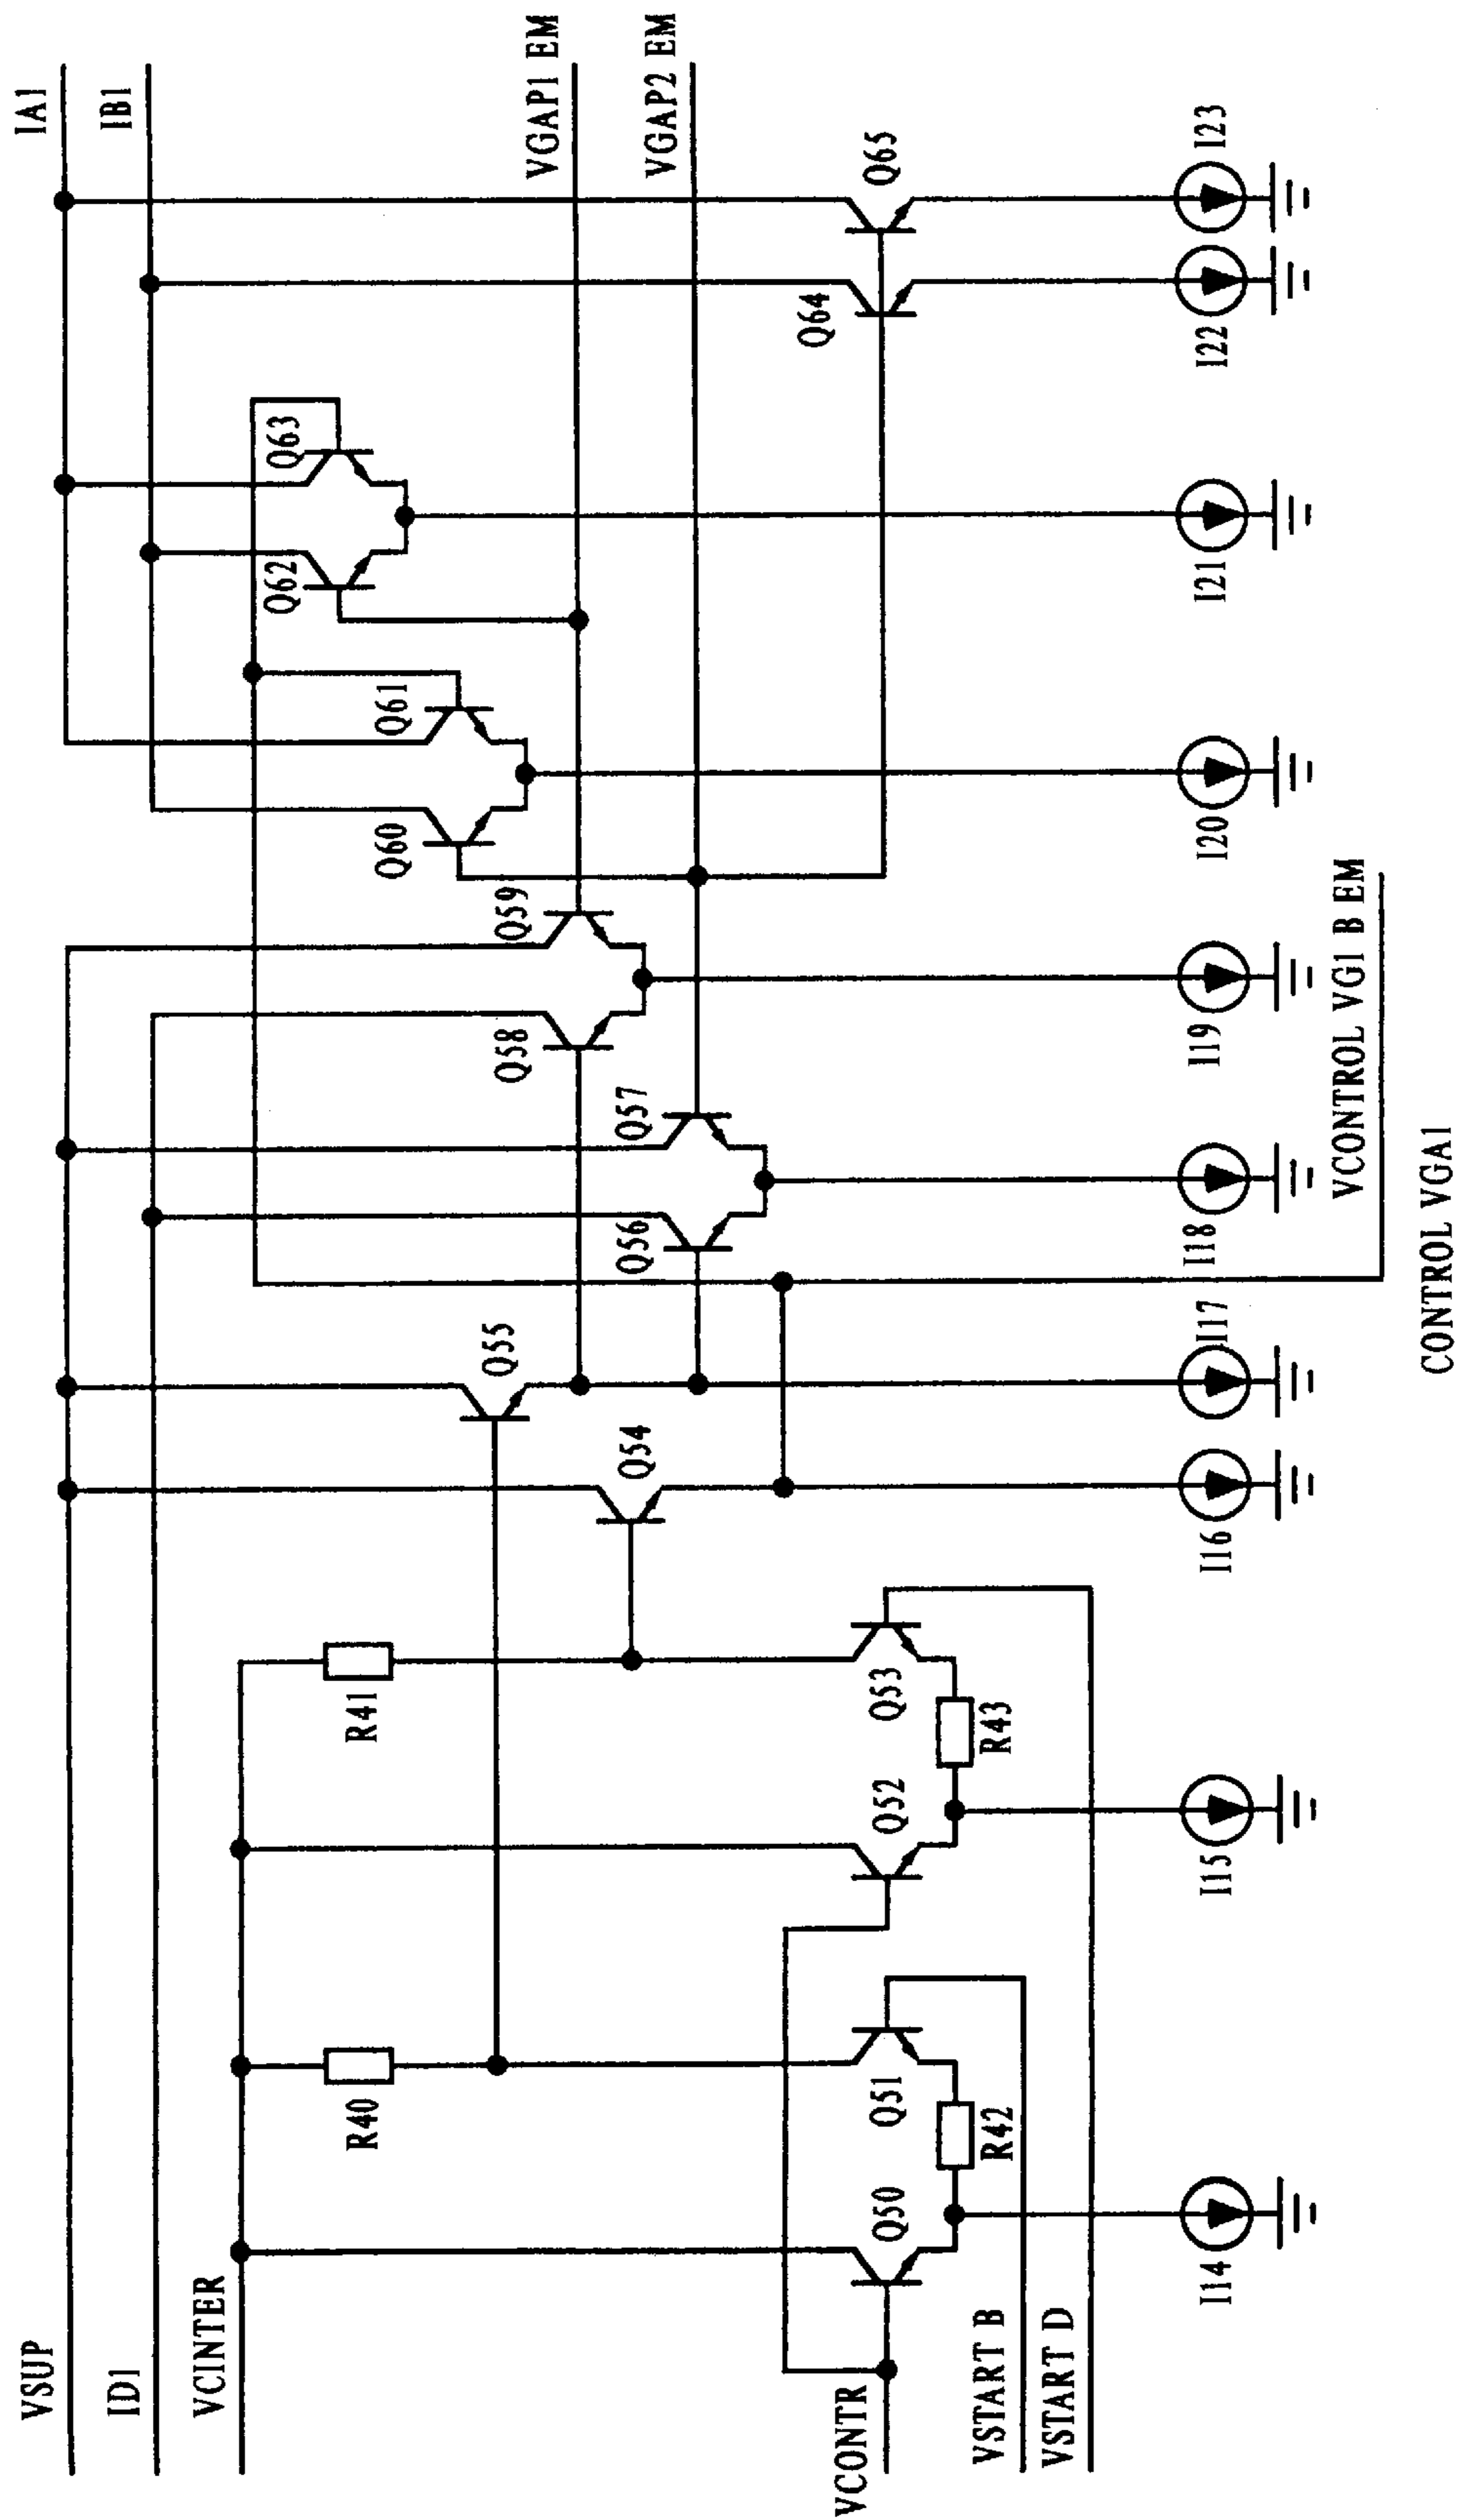 VSUP
ID1
VCINTER
VCONTR
VSTART B
VSTART D
R40
R41
Q50
Q51
R42
Q52
Q53
R43
Q54
Q55
Q56
Q57
Q58
Q59
Q60
Q61
Q62
Q63
Q64
Q65
IA1
IB1
VGAP1 EM
VGAP2 EM
I14
I15
I16
I17
I18
I19
I20
I21
I22
I23
VCONTROL VG1 B EM
CONTROL VGA1